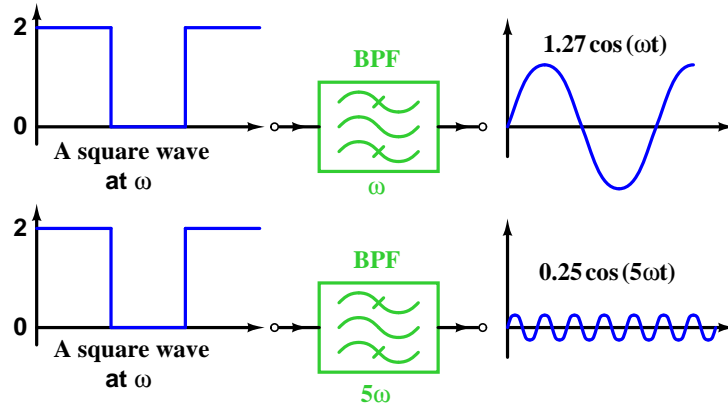 2
0
A square wave
at ω
BPF
ω
1.27 cos (ωt)
2
0
A square wave
at ω
BPF
5ω
0.25 cos (5ωt)